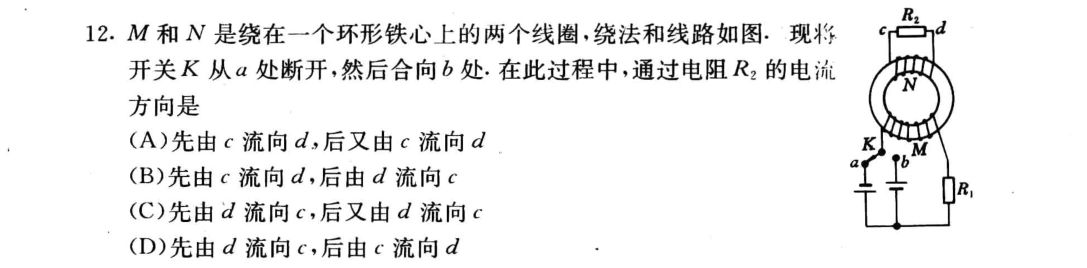 12. M 和 N 是绕在一个环形铁心上的两个线圈,绕法和线路如图. 现将
开关 K 从 a 处断开,然后合向 b 处. 在此过程中,通过电阻 R₂ 的电流
方向是
(A)先由 c 流向 d,后又由 c 流向 d
(B)先由 c 流向 d,后由 d 流向 c
(C)先由 d 流向 c,后又由 d 流向 c
(D)先由 d 流向 c,后由 c 流向 d
R₂
c d
N
K M
a b
R₁